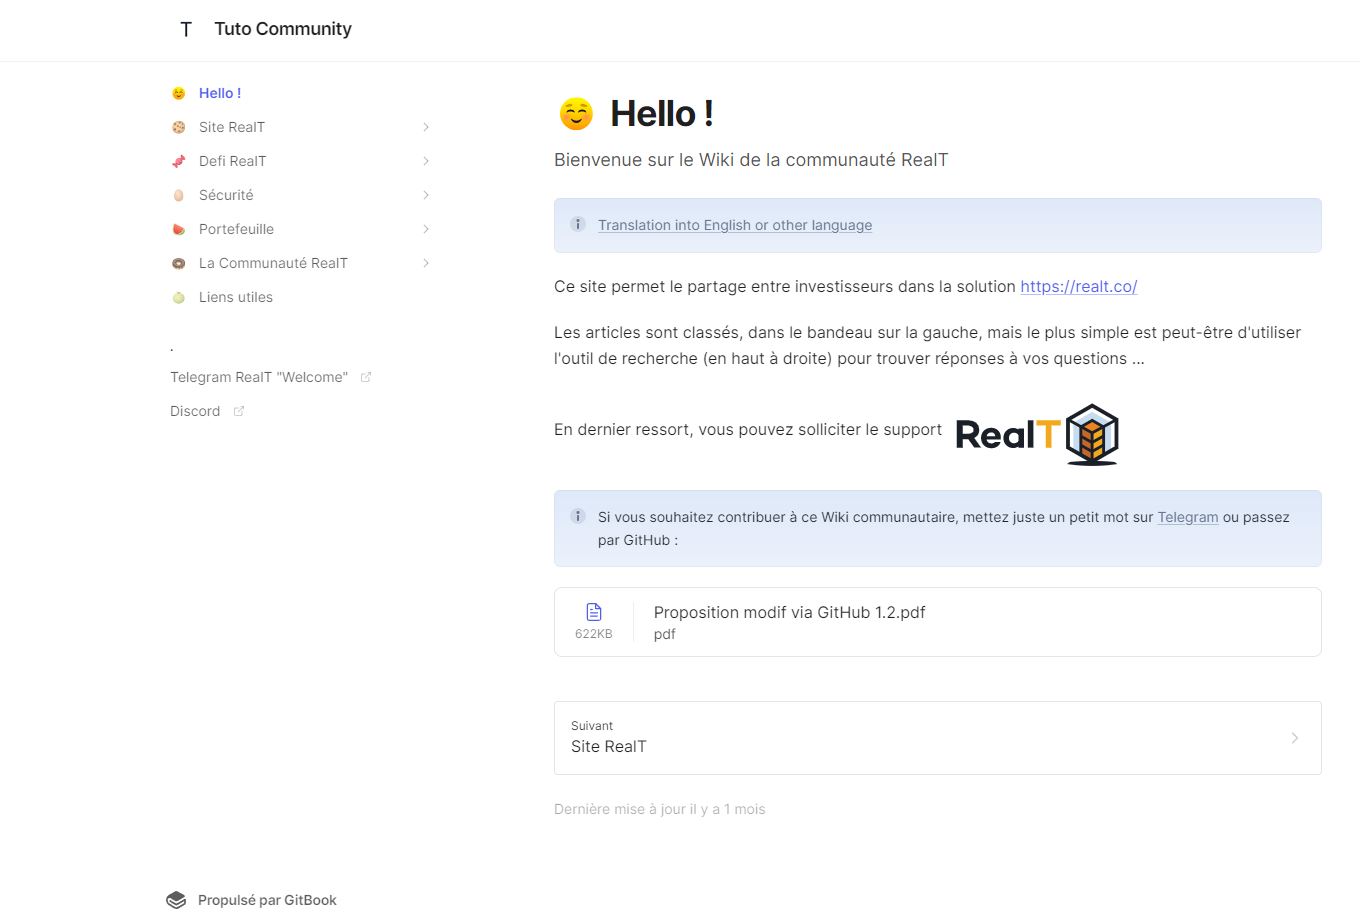 T Tuto Community
Hello !
Site RealT
Defi RealT
Sécurité
Portefeuille
La Communauté RealT
Liens utiles
.
Telegram RealT "Welcome"
Discord
Hello !
Bienvenue sur le Wiki de la communauté RealT
Translation into English or other language
Ce site permet le partage entre investisseurs dans la solution https://realt.co/
Les articles sont classés, dans le bandeau sur la gauche, mais le plus simple est peut-être d'utiliser
l'outil de recherche (en haut à droite) pour trouver réponses à vos questions ...
En dernier ressort, vous pouvez solliciter le support RealT
Si vous souhaitez contribuer à ce Wiki communautaire, mettez juste un petit mot sur Telegram ou passez
par GitHub :
Proposition modif via GitHub 1.2.pdf
622KB
pdf
Suivant
Site RealT
Dernière mise à jour il y a 1 mois
Propulsé par GitBook